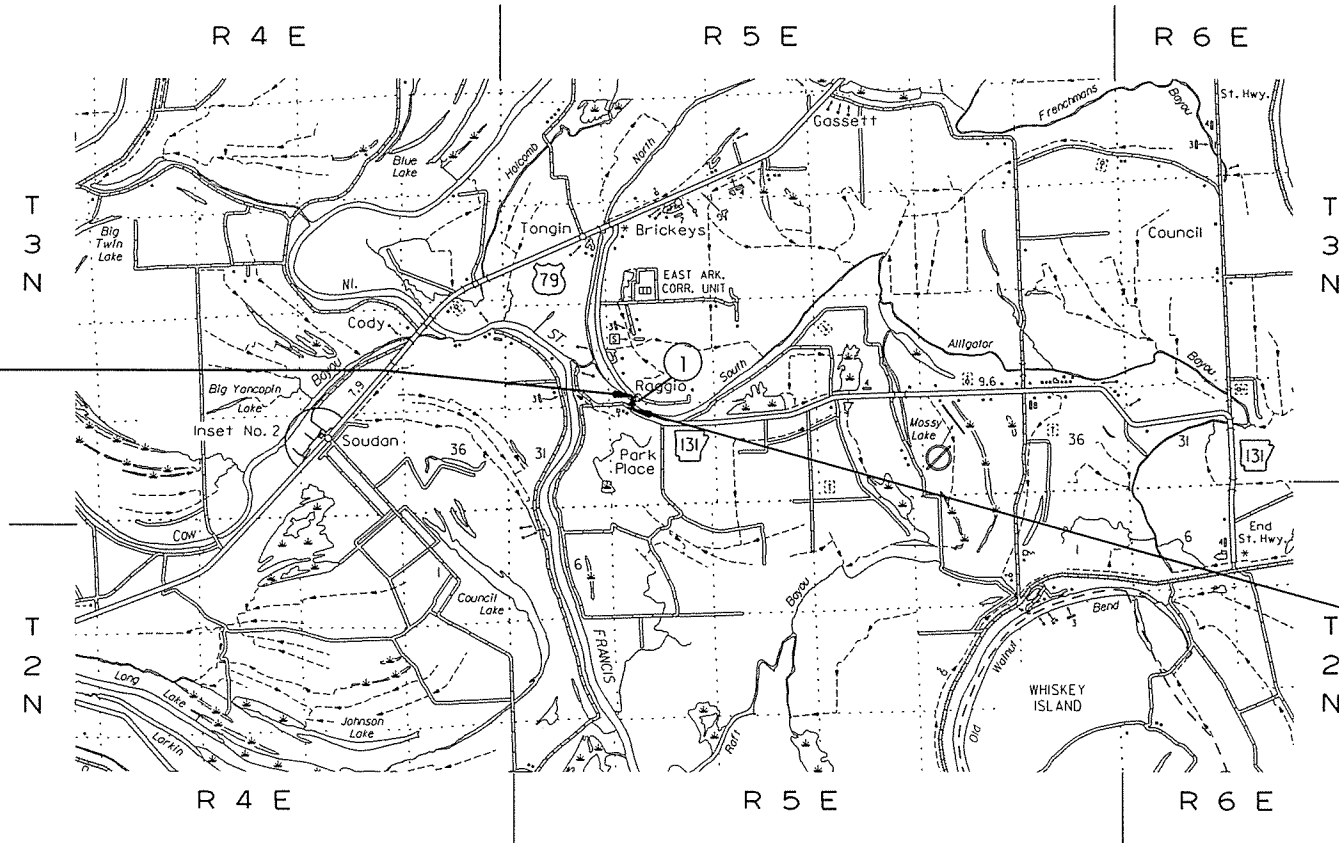 R 4 E
R 5 E
R 6 E
Frenchmans
Bayou
St. Hwy.
Gassett
Blue
Lake
Holcomb
North
T
3
N
Big
Twin
Lake
Tongin
* Brickeys
Council
T
3
N
79
EAST ARK.
CORR. UNIT
Cody
ST.
1
Alligator
Bayou
Bayou
1.9
South
Raggio
9.6
Big Yancopin
Lake
Inset No. 2
Soudan
36
31
Park
Place
131
Mossy
Lake
36
31
131
Cow
6
1
6
End
St. Hwy.
*
1
Council
Lake
Bayou
Bend
T
2
N
FRANCIS
Walnut
T
2
N
Long
Lake
Larkin
Johnson
Lake
WHISKEY
ISLAND
Old
Raft
R 4 E
R 5 E
R 6 E